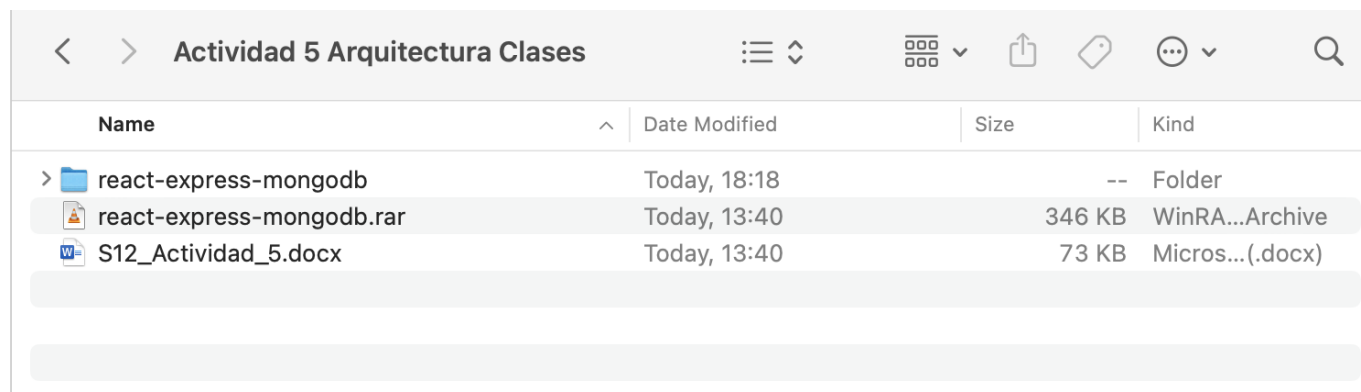 Actividad 5 Arquitectura Clases
Name Date Modified Size Kind
react-express-mongodb Today, 18:18 -- Folder
react-express-mongodb.rar Today, 13:40 346 KB WinRA...Archive
S12_Actividad_5.docx Today, 13:40 73 KB Micros...(.docx)